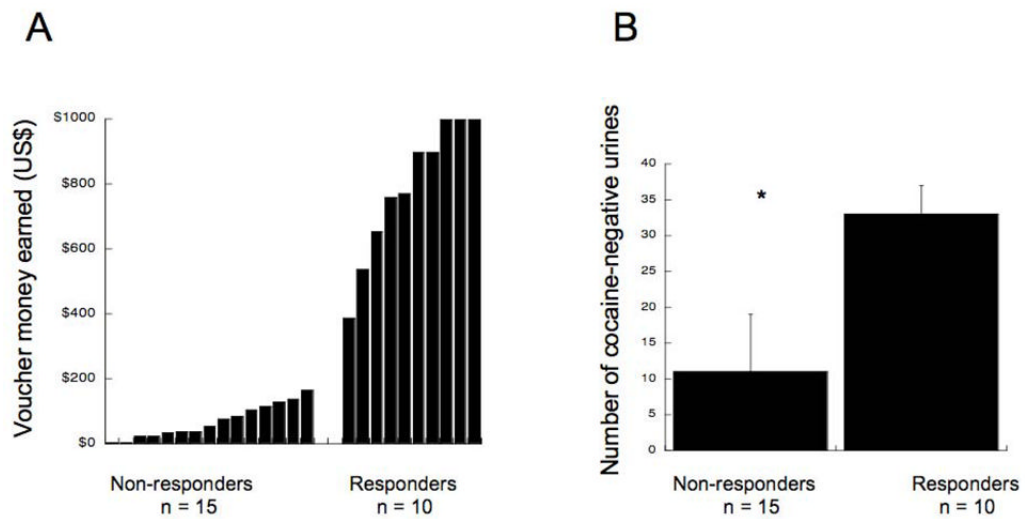 A
Voucher money earned (US$)
$1000
$800
$600
$400
$200
$0
Non-responders
n = 15
Responders
n = 10
B
Number of cocaine-negative urines
40
35
30
25
20
15
10
5
0
*
Non-responders
n = 15
Responders
n = 10